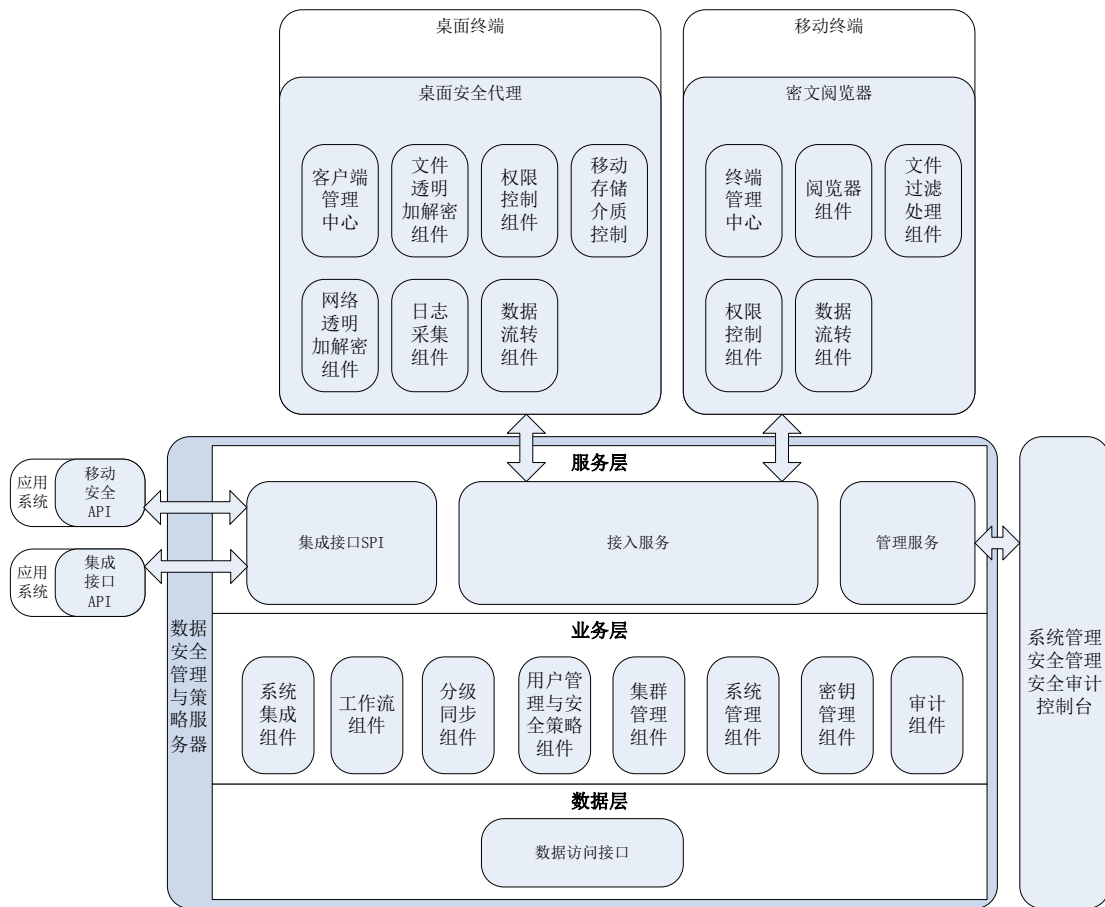 桌面终端
移动终端
桌面安全代理
密文阅览器
客户端
管理
中心
文件
透明
加解密
组件
权限
控制
组件
移动
存储
介质
控制
终端
管理
中心
阅览器
组件
文件
过滤
处理
组件
网络
透明
加解密
组件
日志
采集
组件
数据
流转
组件
权限
控制
组件
数据
流转
组件
应用
系统
移动
安全
API
应用
系统
集成
接口
API
数据
安全
管理
与策
略服
务器
服务层
集成接口SPI
接入服务
管理服务
业务层
系统
集成
组件
工作流
组件
分级
同步
组件
用户管
理与安
全策略
组件
集群
管理
组件
系统
管理
组件
密钥
管理
组件
审计
组件
数据层
数据访问接口
系统管理
安全管理
安全审计
控制台